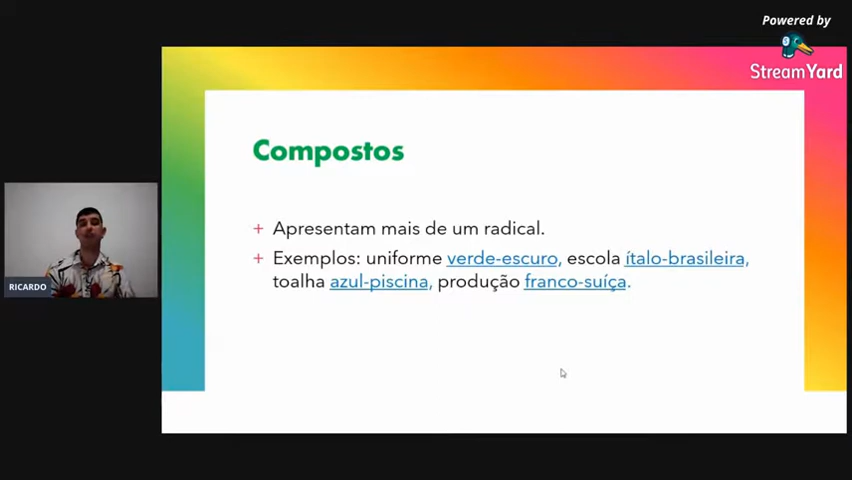 Powered by
StreamYard
Compostos
+ Apresentam mais de um radical.
+ Exemplos: uniforme verde-escuro, escola ítalo-brasileira,
toalha azul-piscina, produção franco-suíça.
RICARDO